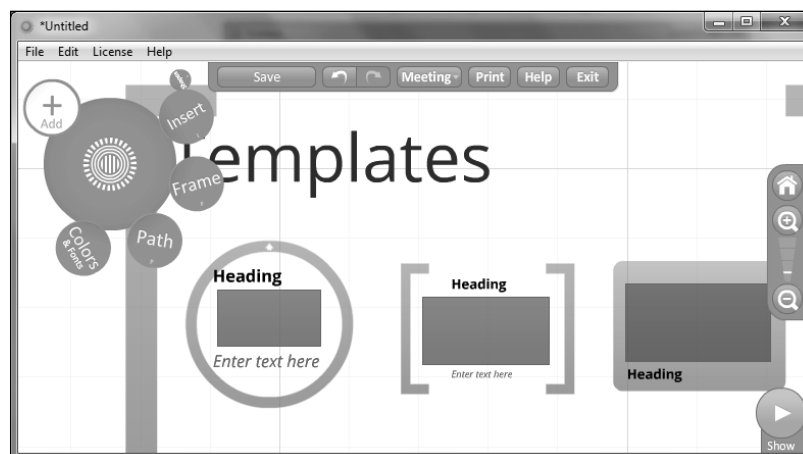 *Untitled
File Edit License Help
Save Meeting Print Help Exit
Add
Insert
Templates
Frame
Path
Colors
& Fonts
Heading
Enter text here
Heading
Enter text here
Heading
Show